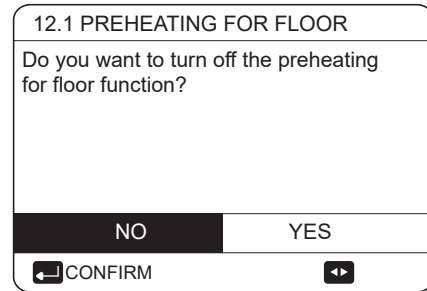 12.1 PREHEATING FOR FLOOR
Do you want to turn off the preheating
for floor function?
NO YES
CONFIRM